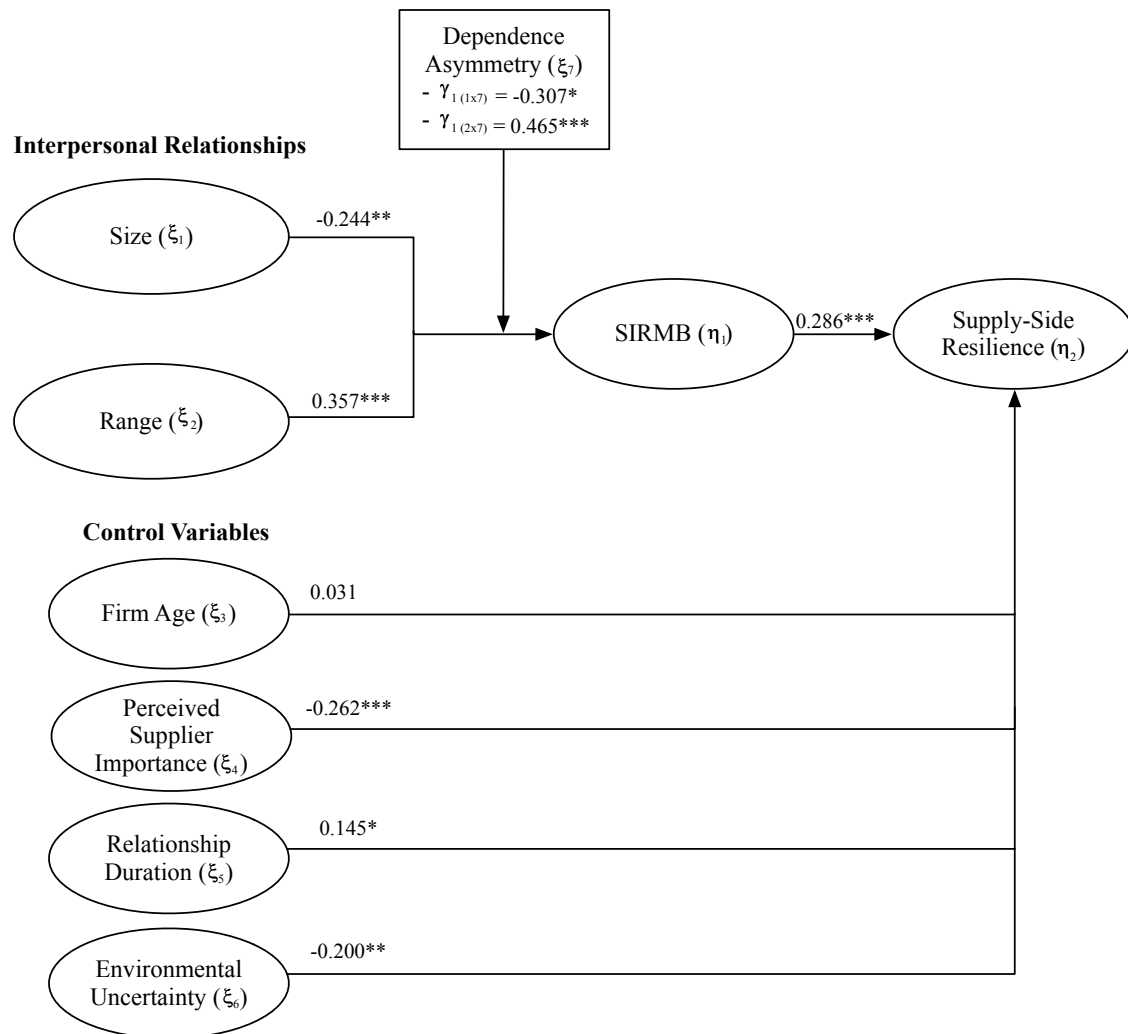 Dependence
Asymmetry (ξ₇)
- γ₁ ₍₁ₓ₇₎ = -0.307*
- γ₁ ₍₂ₓ₇₎ = 0.465***
Interpersonal Relationships
-0.244**
Size (ξ₁)
SIRMB (η₁)
0.286***
Supply-Side
Resilience (η₂)
Range (ξ₂)
0.357***
Control Variables
0.031
Firm Age (ξ₃)
-0.262***
Perceived
Supplier
Importance (ξ₄)
0.145*
Relationship
Duration (ξ₅)
-0.200**
Environmental
Uncertainty (ξ₆)